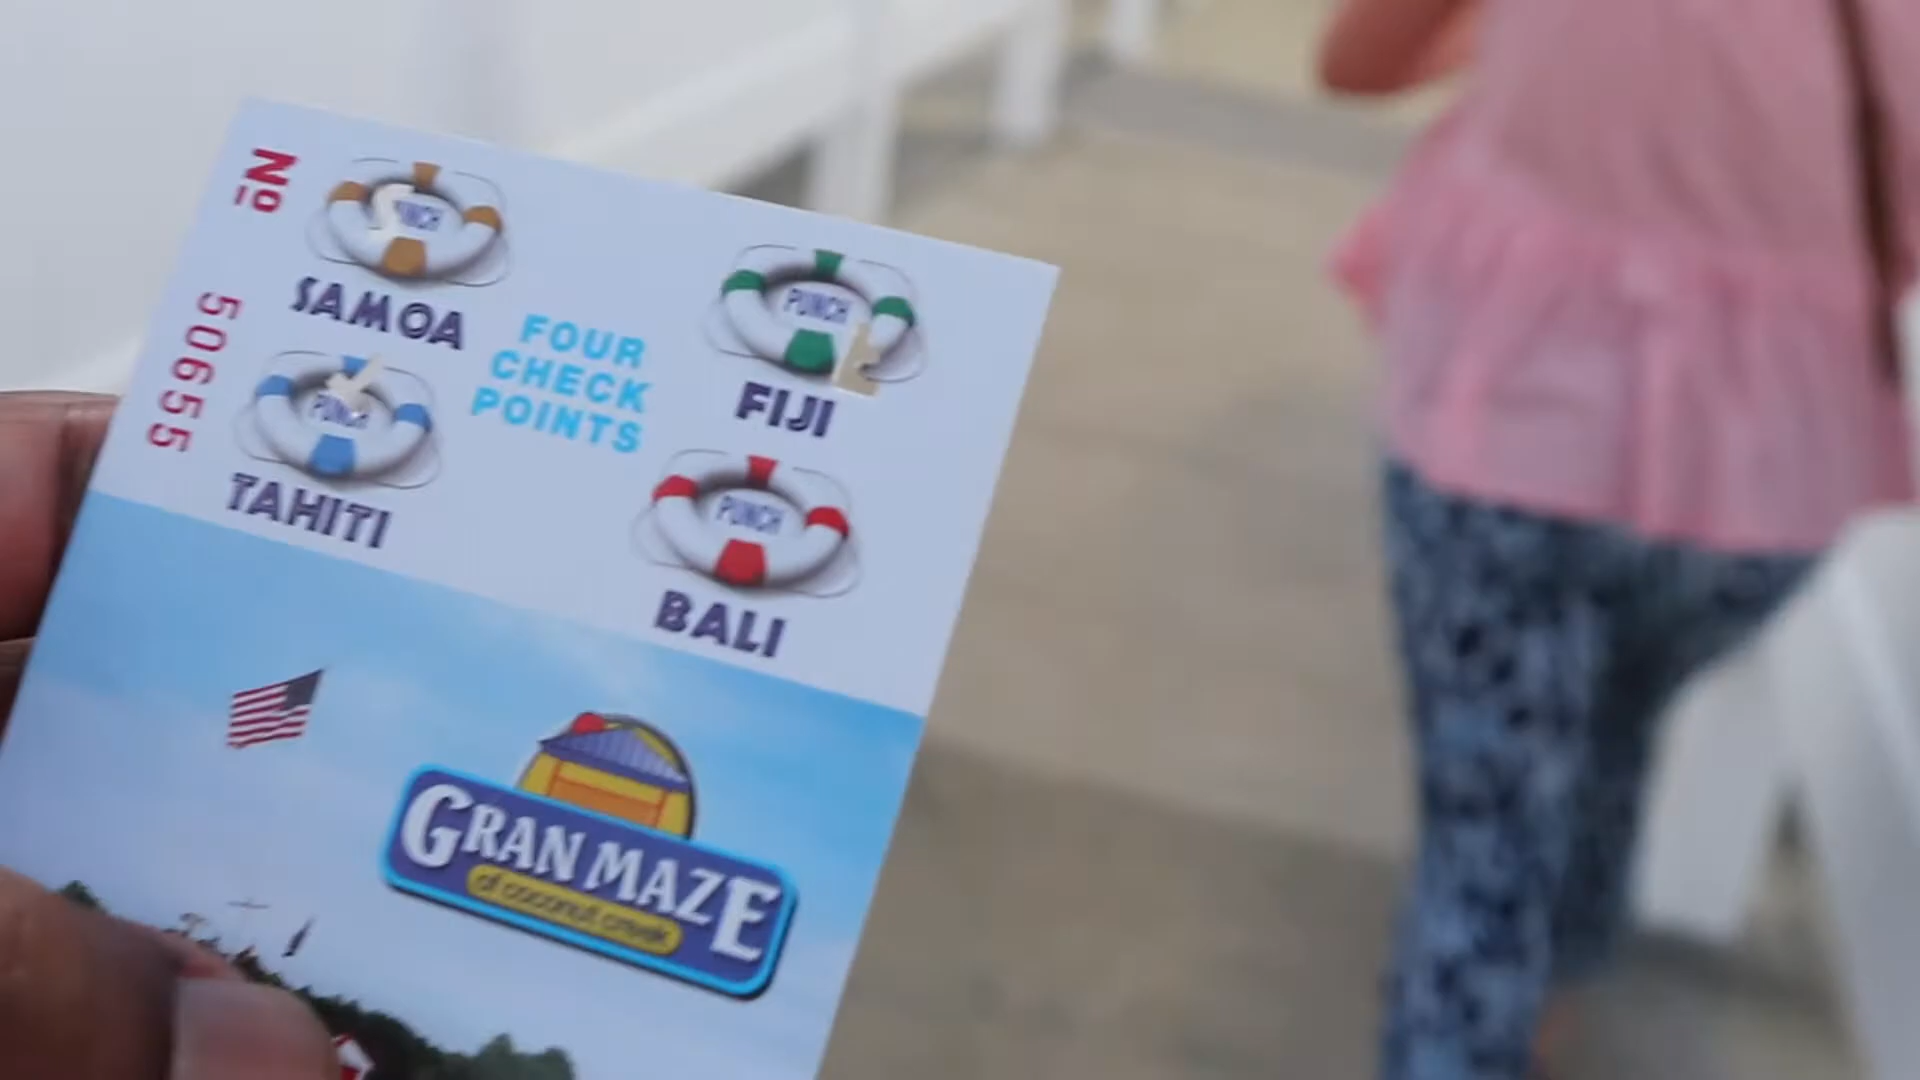 No
50655
PUNCH
SAMOA
PUNCH
TAHITI
FOUR
CHECK
POINTS
PUNCH
FIJI
PUNCH
BALI
GRAN MAZE
of coconut creek